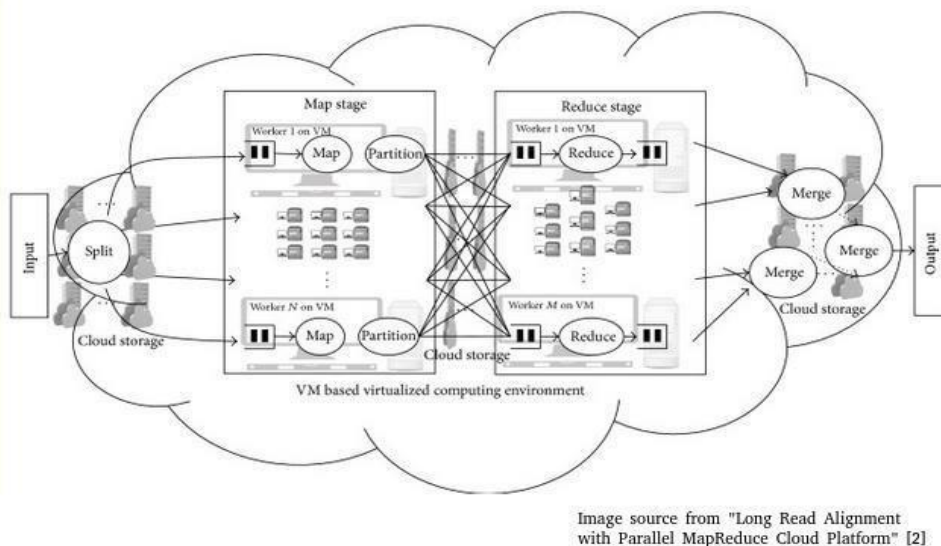 Map stage
Reduce stage
Worker 1 on VM
Worker 1 on VM
Map
Partition
Reduce
Merge
Input
Split
Merge
Output
Merge
Worker N on VM
Worker M on VM
Cloud storage
Cloud storage
Map
Partition
Cloud storage
Reduce
VM based virtualized computing environment
Image source from "Long Read Alignment
with Parallel MapReduce Cloud Platform" [2]